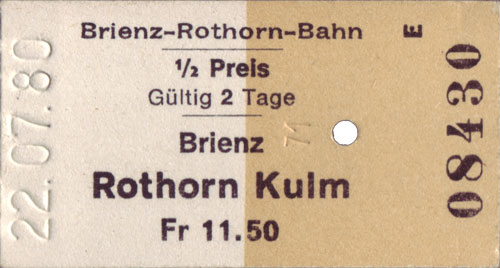 22.07.80
Brienz-Rothorn-Bahn
E
½ Preis
Gültig 2 Tage
Brienz
71
Rothorn Kulm
Fr 11.50
08430